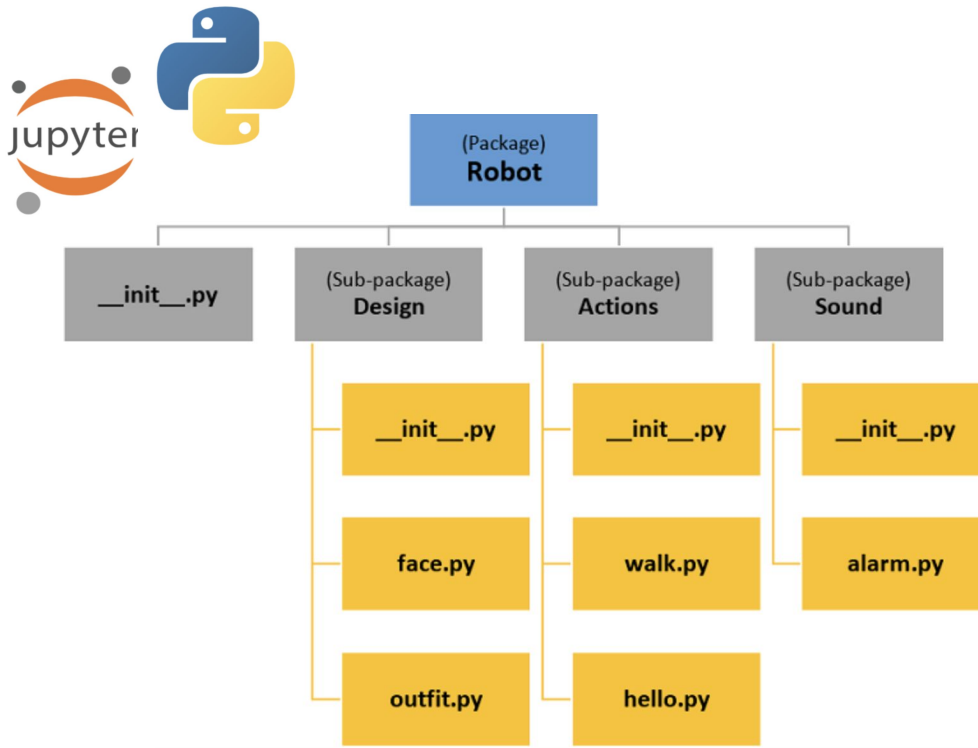 jupyter
(Package)
Robot
__init__.py
(Sub-package)
Design
(Sub-package)
Actions
(Sub-package)
Sound
__init__.py
__init__.py
__init__.py
face.py
walk.py
alarm.py
outfit.py
hello.py